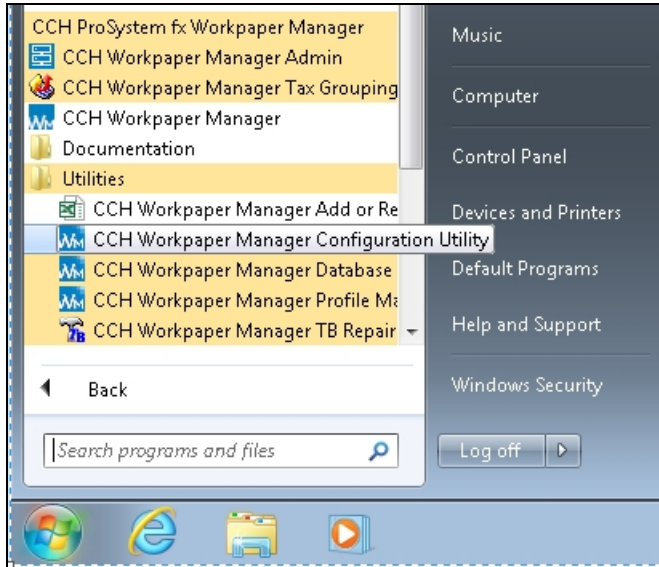 CCH ProSystem fx Workpaper Manager
CCH Workpaper Manager Admin
CCH Workpaper Manager Tax Grouping
CCH Workpaper Manager
Documentation
Utilities
CCH Workpaper Manager Add or Re
CCH Workpaper Manager Configuration Utility
CCH Workpaper Manager Database
CCH Workpaper Manager Profile Ma
CCH Workpaper Manager TB Repair
Back
Search programs and files
Music
Computer
Control Panel
Devices and Printers
Default Programs
Help and Support
Windows Security
Log off